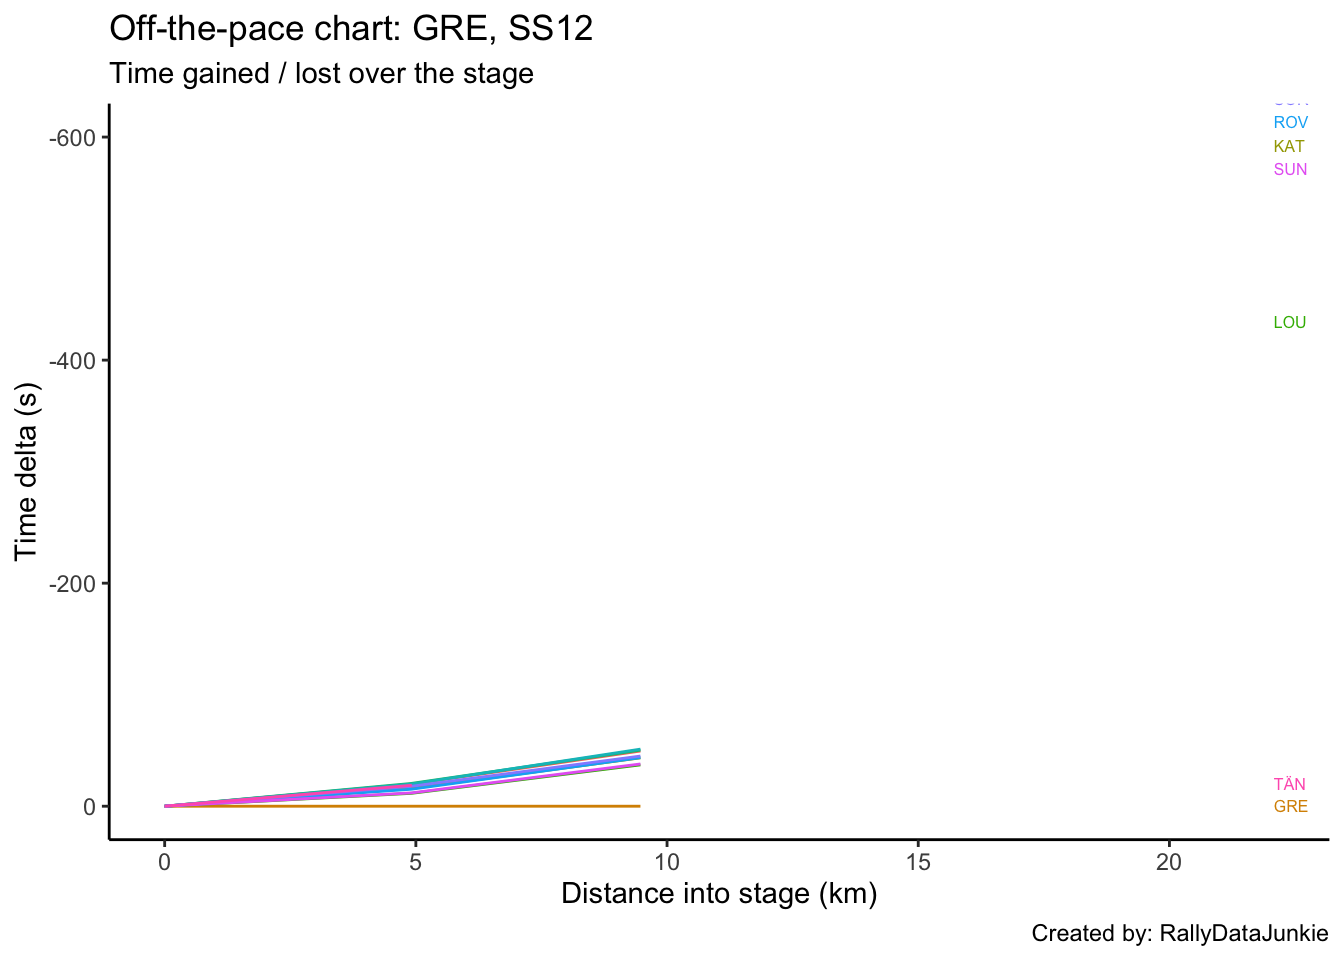 Off-the-pace chart: GRE, SS12
Time gained / lost over the stage
Time delta (s)
-600
-400
-200
0
ROV
KAT
SUN
LOU
TÄN
GRE
0 5 10 15 20
Distance into stage (km)
Created by: RallyDataJunkie